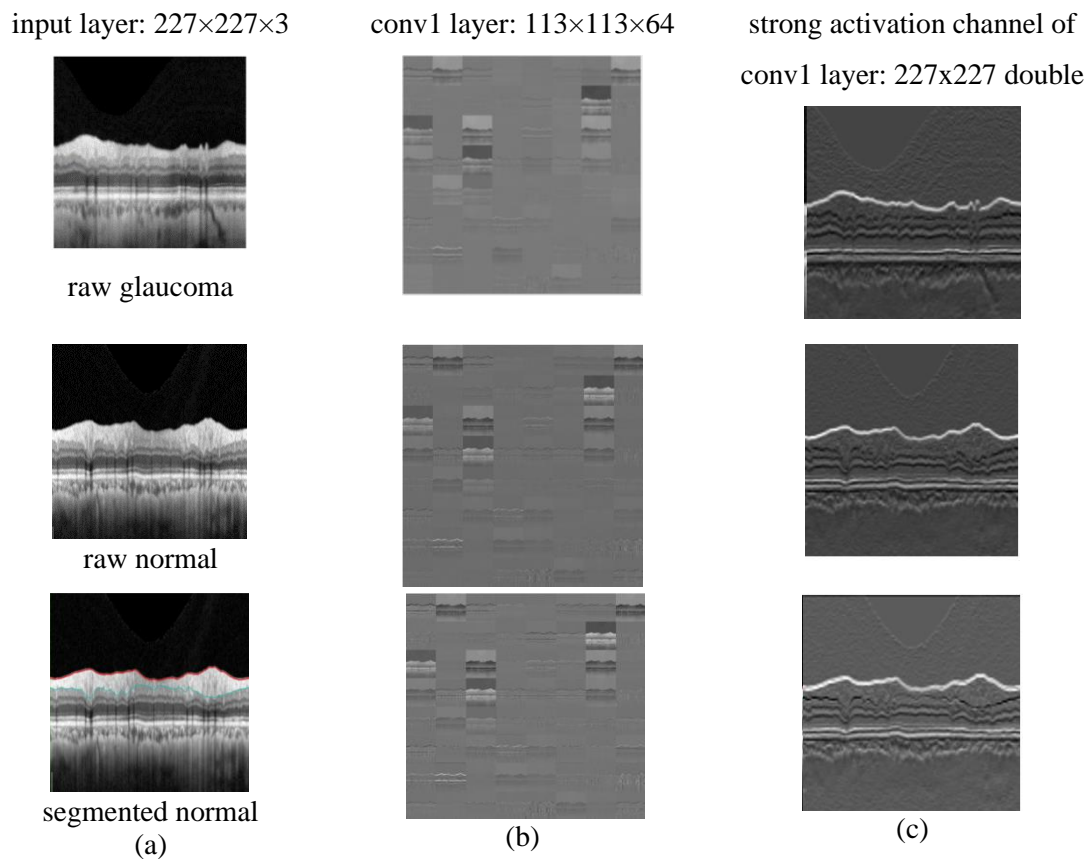 input layer: 227×227×3
conv1 layer: 113×113×64
strong activation channel of
conv1 layer: 227x227 double
raw glaucoma
raw normal
segmented normal
(a)
(b)
(c)